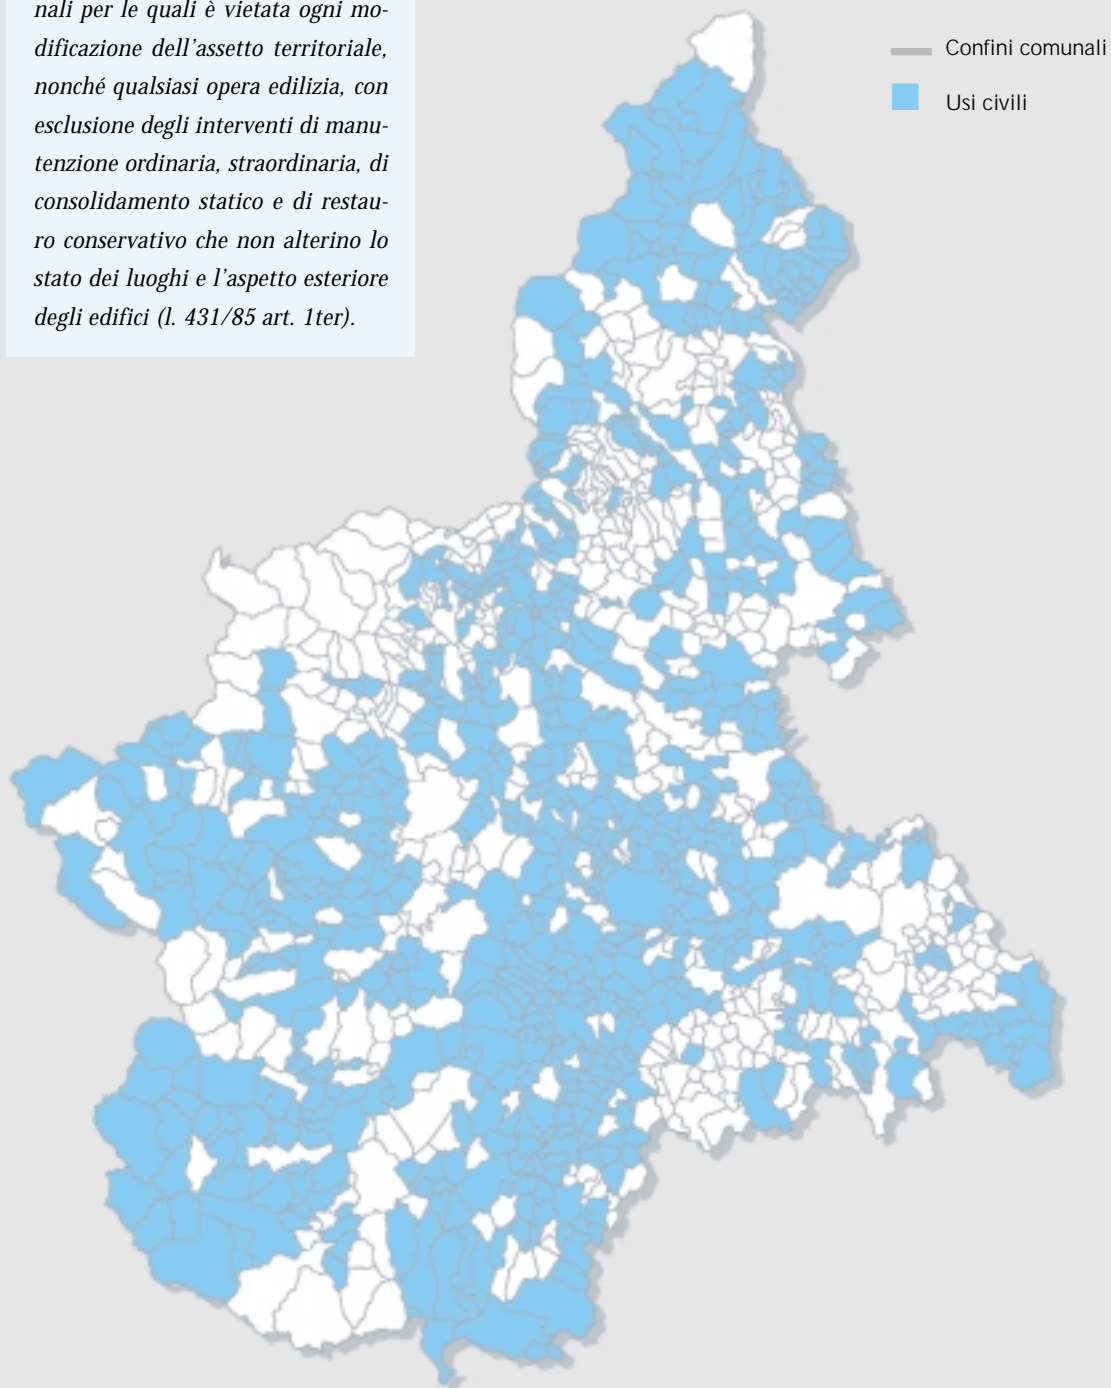 nali per le quali è vietata ogni mo-
dificazione dell'assetto territoriale,
nonché qualsiasi opera edilizia, con
esclusione degli interventi di manu-
tenzione ordinaria, straordinaria, di
consolidamento statico e di restau-
ro conservativo che non alterino lo
stato dei luoghi e l'aspetto esteriore
degli edifici (l. 431/85 art. 1ter).
Confini comunali
Usi civili